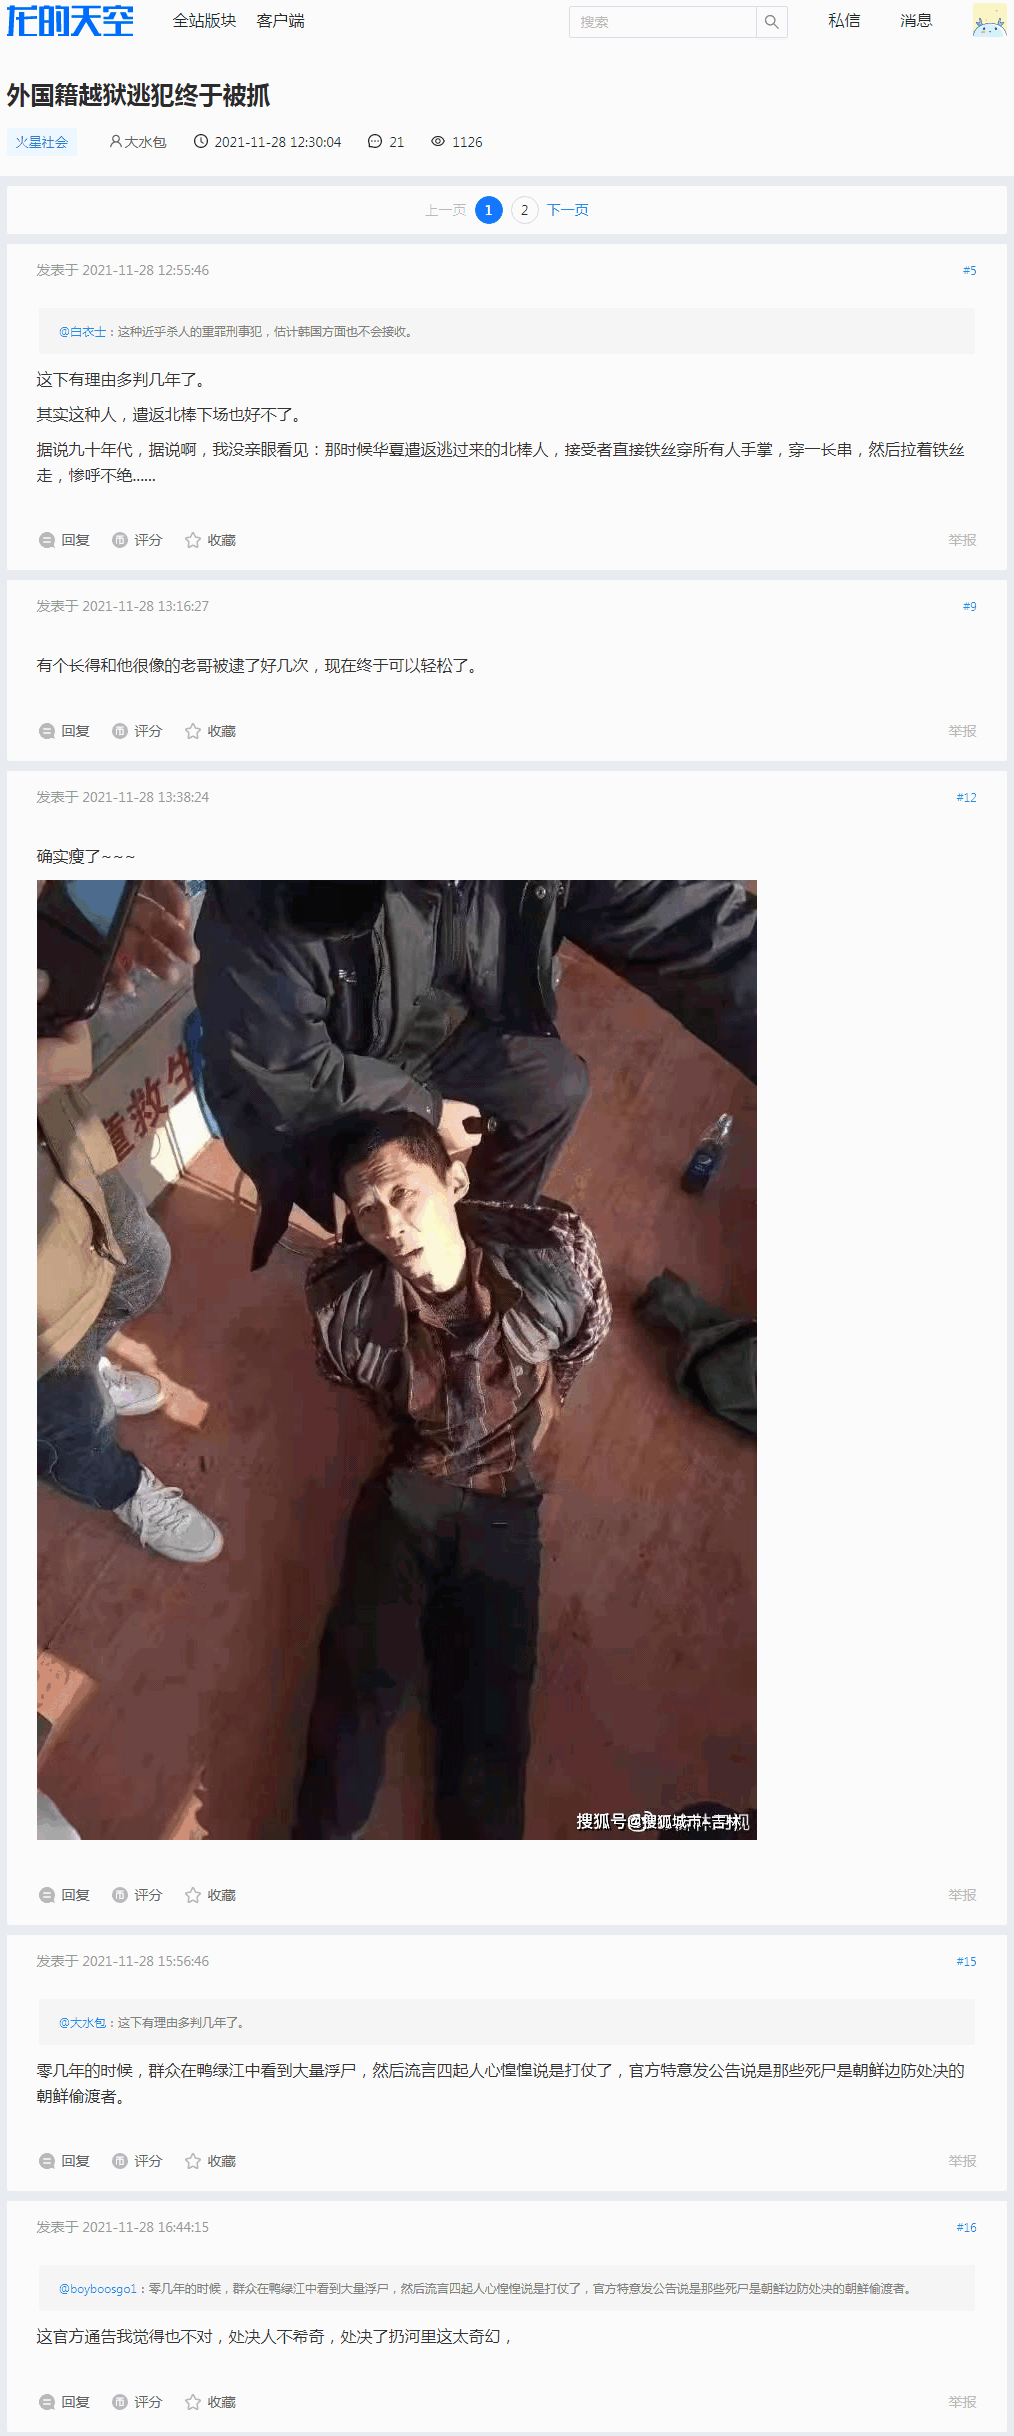 龙的天空 全站版块 客户端 搜索 私信 消息
外国籍越狱逃犯终于被抓
火星社会 大水包 2021-11-28 12:30:04 21 1126
上一页 1 2 下一页
发表于 2021-11-28 12:55:46 #5
@白衣士：这种近乎杀人的重罪刑事犯，估计韩国方面也不会接收。
这下有理由多判几年了。
其实这种人，遣返北棒下场也好不了。
据说九十年代，据说啊，我没亲眼看见：那时候华夏遣返逃过来的北棒人，接受者直接铁丝穿所有人手掌，穿一长串，然后拉着铁丝
走，惨呼不绝......
回复 评分 收藏 举报
发表于 2021-11-28 13:16:27 #9
有个长得和他很像的老哥被逮了好几次，现在终于可以轻松了。
回复 评分 收藏 举报
发表于 2021-11-28 13:38:24 #12
确实瘦了~~~
救生
搜狐号@搜狐城市-吉林
回复 评分 收藏 举报
发表于 2021-11-28 15:56:46 #15
@大水包：这下有理由多判几年了。
零几年的时候，群众在鸭绿江中看到大量浮尸，然后流言四起人心惶惶说是打仗了，官方特意发公告说是那些死尸是朝鲜边防处决的
朝鲜偷渡者。
回复 评分 收藏 举报
发表于 2021-11-28 16:44:15 #16
@boyboosgo1：零几年的时候，群众在鸭绿江中看到大量浮尸，然后流言四起人心惶惶说是打仗了，官方特意发公告说是那些死尸是朝鲜边防处决的朝鲜偷渡者。
这官方通告我觉得也不对，处决人不希奇，处决了扔河里这太奇幻，
回复 评分 收藏 举报